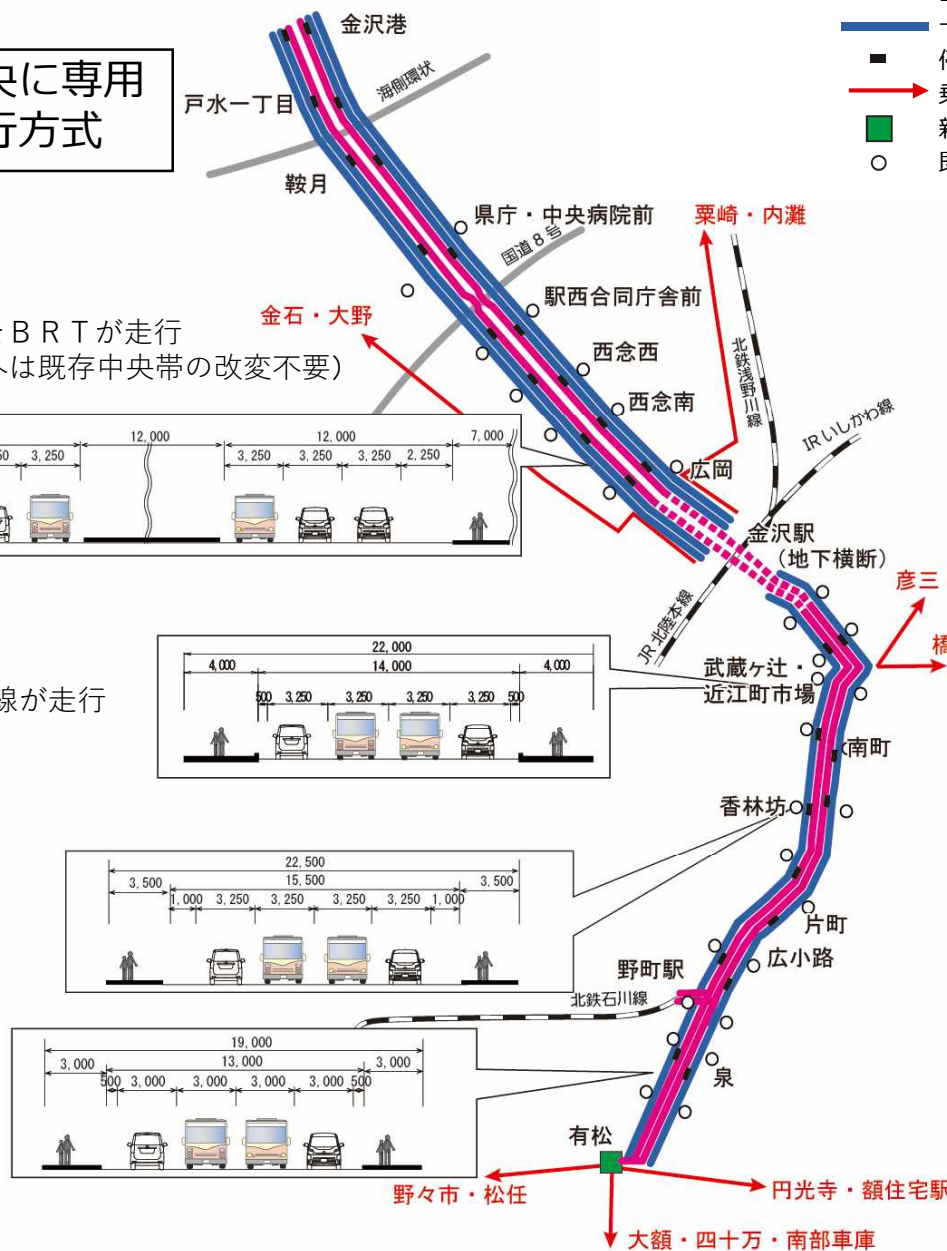 央に専用
行方式
金沢港
戸水一丁目
海側環状
鞍月
県庁・中央病院前
国道8号
粟崎・内灘
駅西合同庁舎前
金石・大野
西念西
西念南
北鉄浅野川線
IRいしかわ線
広岡
BRTが走行
は既存中央帯の改変不要)
12,000
12,000
7,000
3,250
3,250
3,250
3,250
2,250
金沢駅
(地下横断)
JR北陸本線
彦三
橋
武蔵ヶ辻・
近江町市場
線が走行
22,000
4,000
14,000
4,000
500
3,250
3,250
3,250
3,250
500
南町
香林坊
22,500
3,500
15,500
3,500
1,000
3,250
3,250
3,250
3,250
1,000
片町
広小路
野町駅
北鉄石川線
19,000
3,000
13,000
3,000
500
3,000
3,000
3,000
3,000
500
泉
有松
野々市・松任
円光寺・額住宅駅
大額・四十万・南部車庫